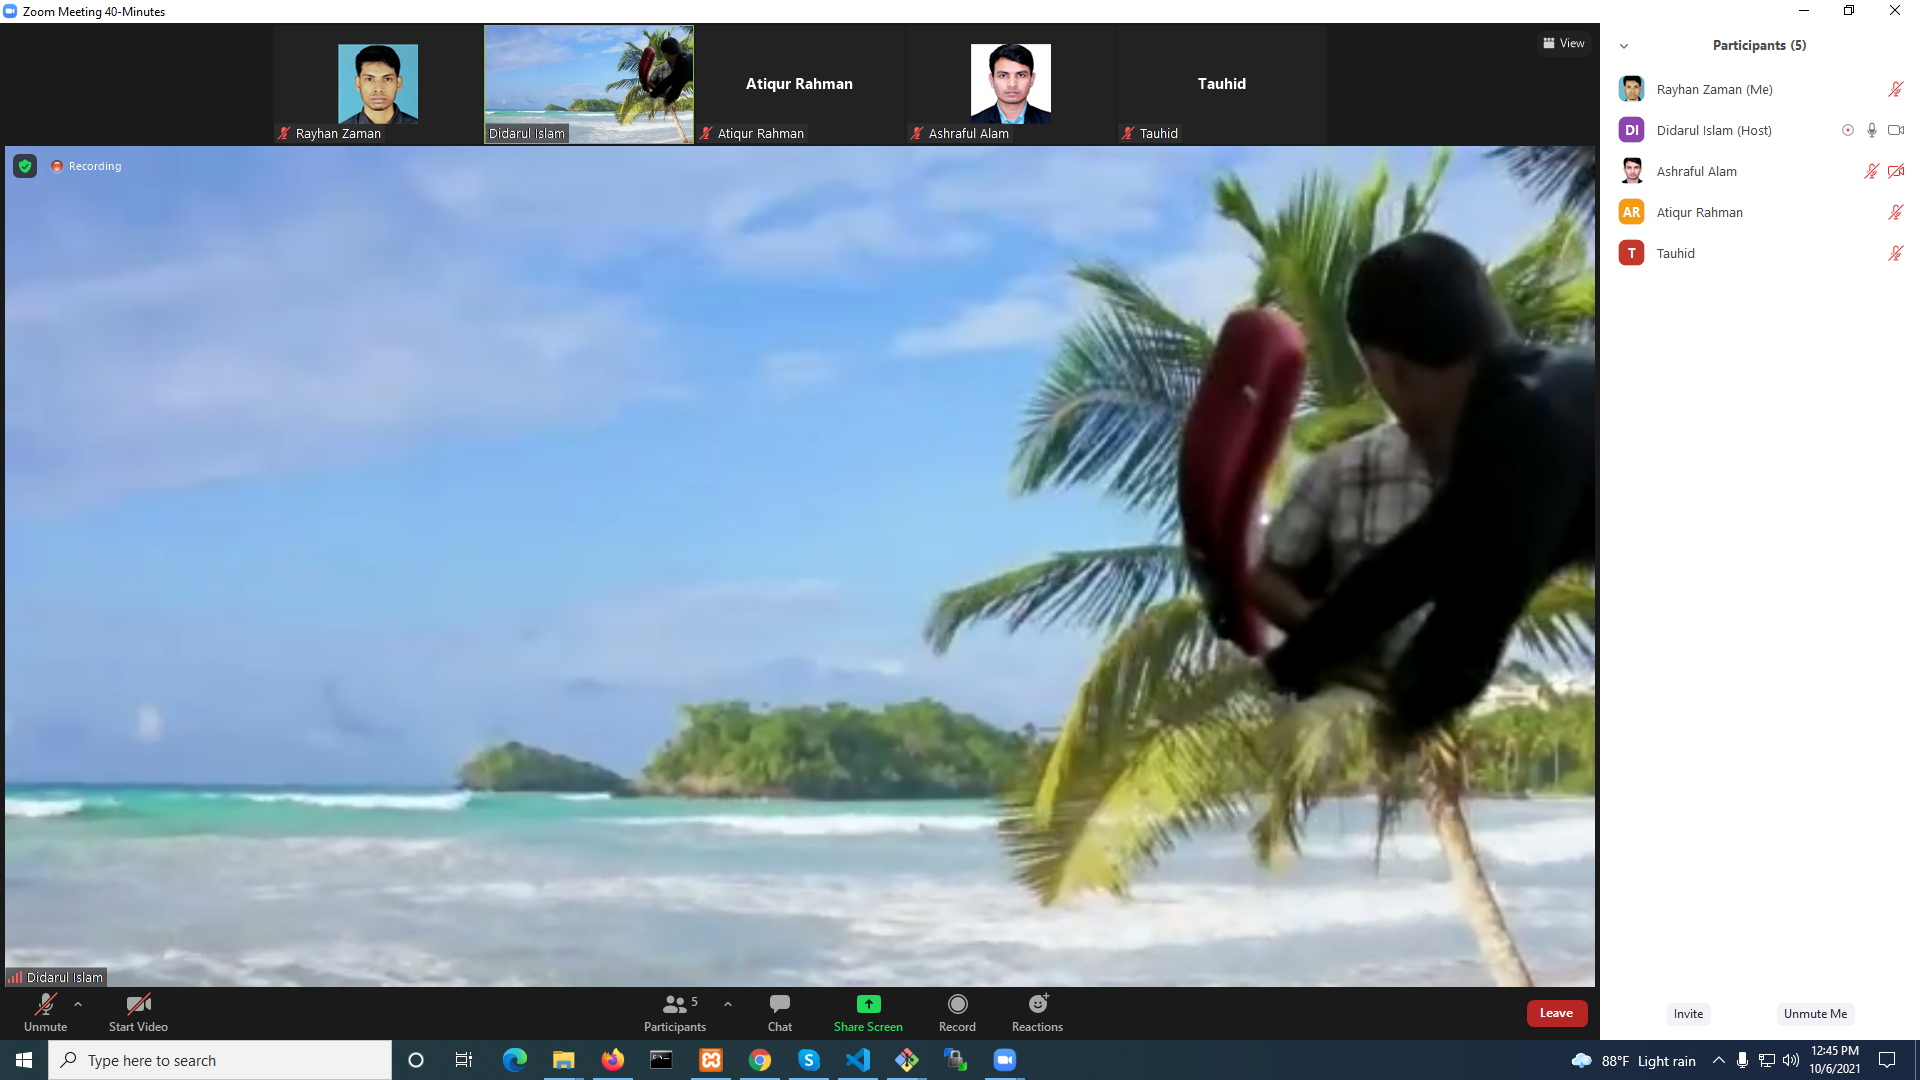 Zoom Meeting 40-Minutes
Rayhan Zaman
Didarul Islam
Atiqur Rahman
Atiqur Rahman
Ashraful Alam
Tauhid
Tauhid
View
Recording
Didarul Islam
Participants (5)
Rayhan Zaman (Me)
DI Didarul Islam (Host)
Ashraful Alam
AR Atiqur Rahman
T Tauhid
Invite
Unmute Me
Unmute
Start Video
Participants 5
Chat
Share Screen
Record
Reactions
Leave
Type here to search
88°F Light rain
12:45 PM
10/6/2021